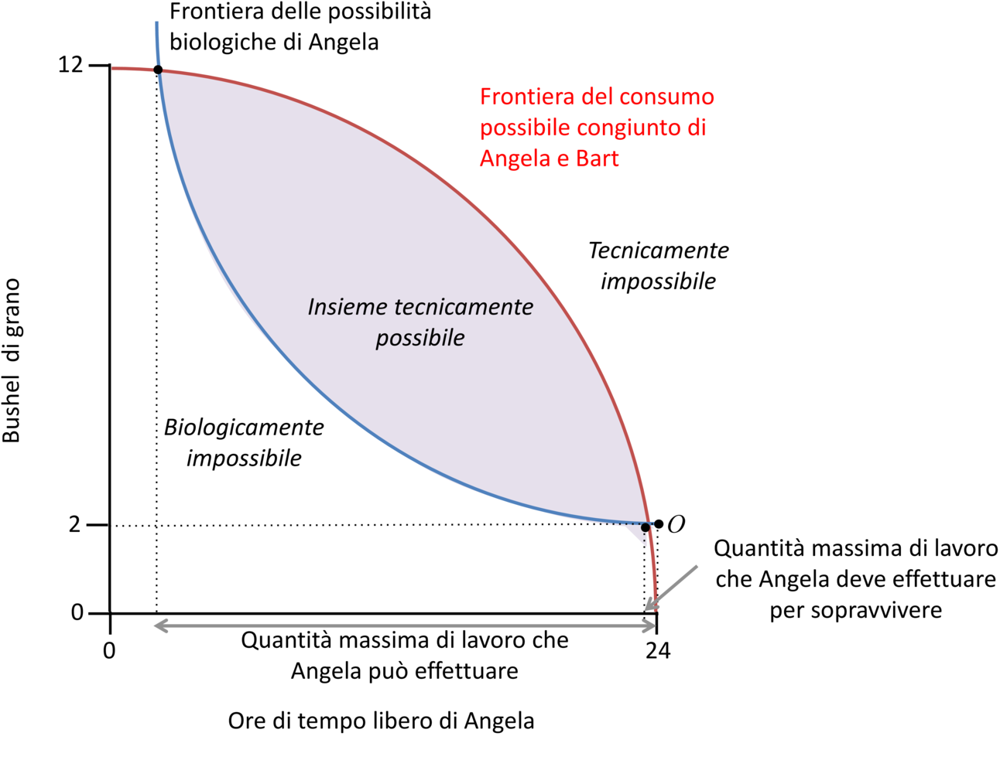 Frontiera delle possibilità
biologiche di Angela
12
Frontiera del consumo
possibile congiunto di
Angela e Bart
Tecnicamente
impossibile
Insieme tecnicamente
possibile
Bushel di grano
Biologicamente
impossibile
2
O
Quantità massima di lavoro
che Angela deve effettuare
per sopravvivere
0
0
24
Quantità massima di lavoro che
Angela può effettuare
Ore di tempo libero di Angela